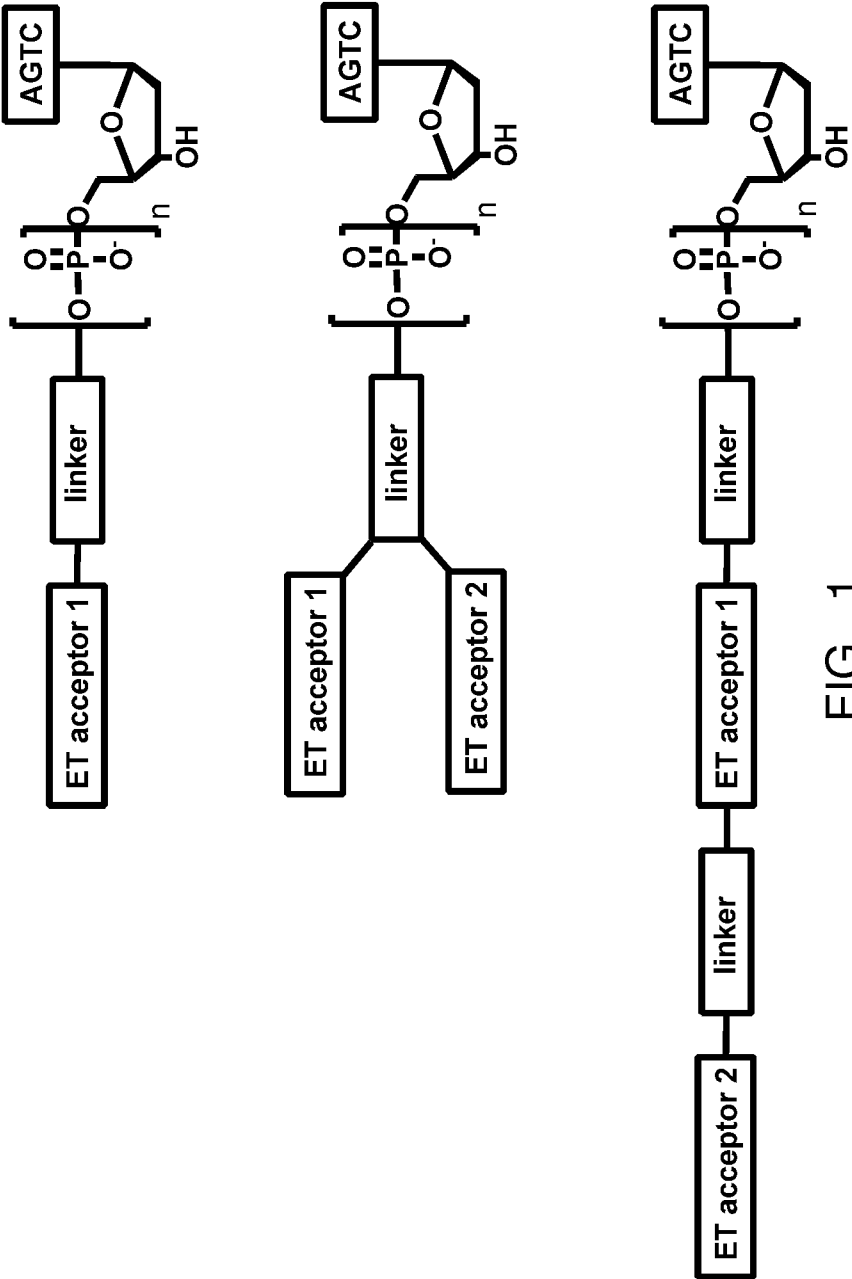 ET acceptor 1
linker
O
O
P
O-
O
n
O
OH
AGTC
ET acceptor 1
ET acceptor 2
linker
O
O
P
O-
O
n
O
OH
AGTC
ET acceptor 2
linker
ET acceptor 1
linker
O
O
P
O-
O
n
O
OH
AGTC
FIG 1